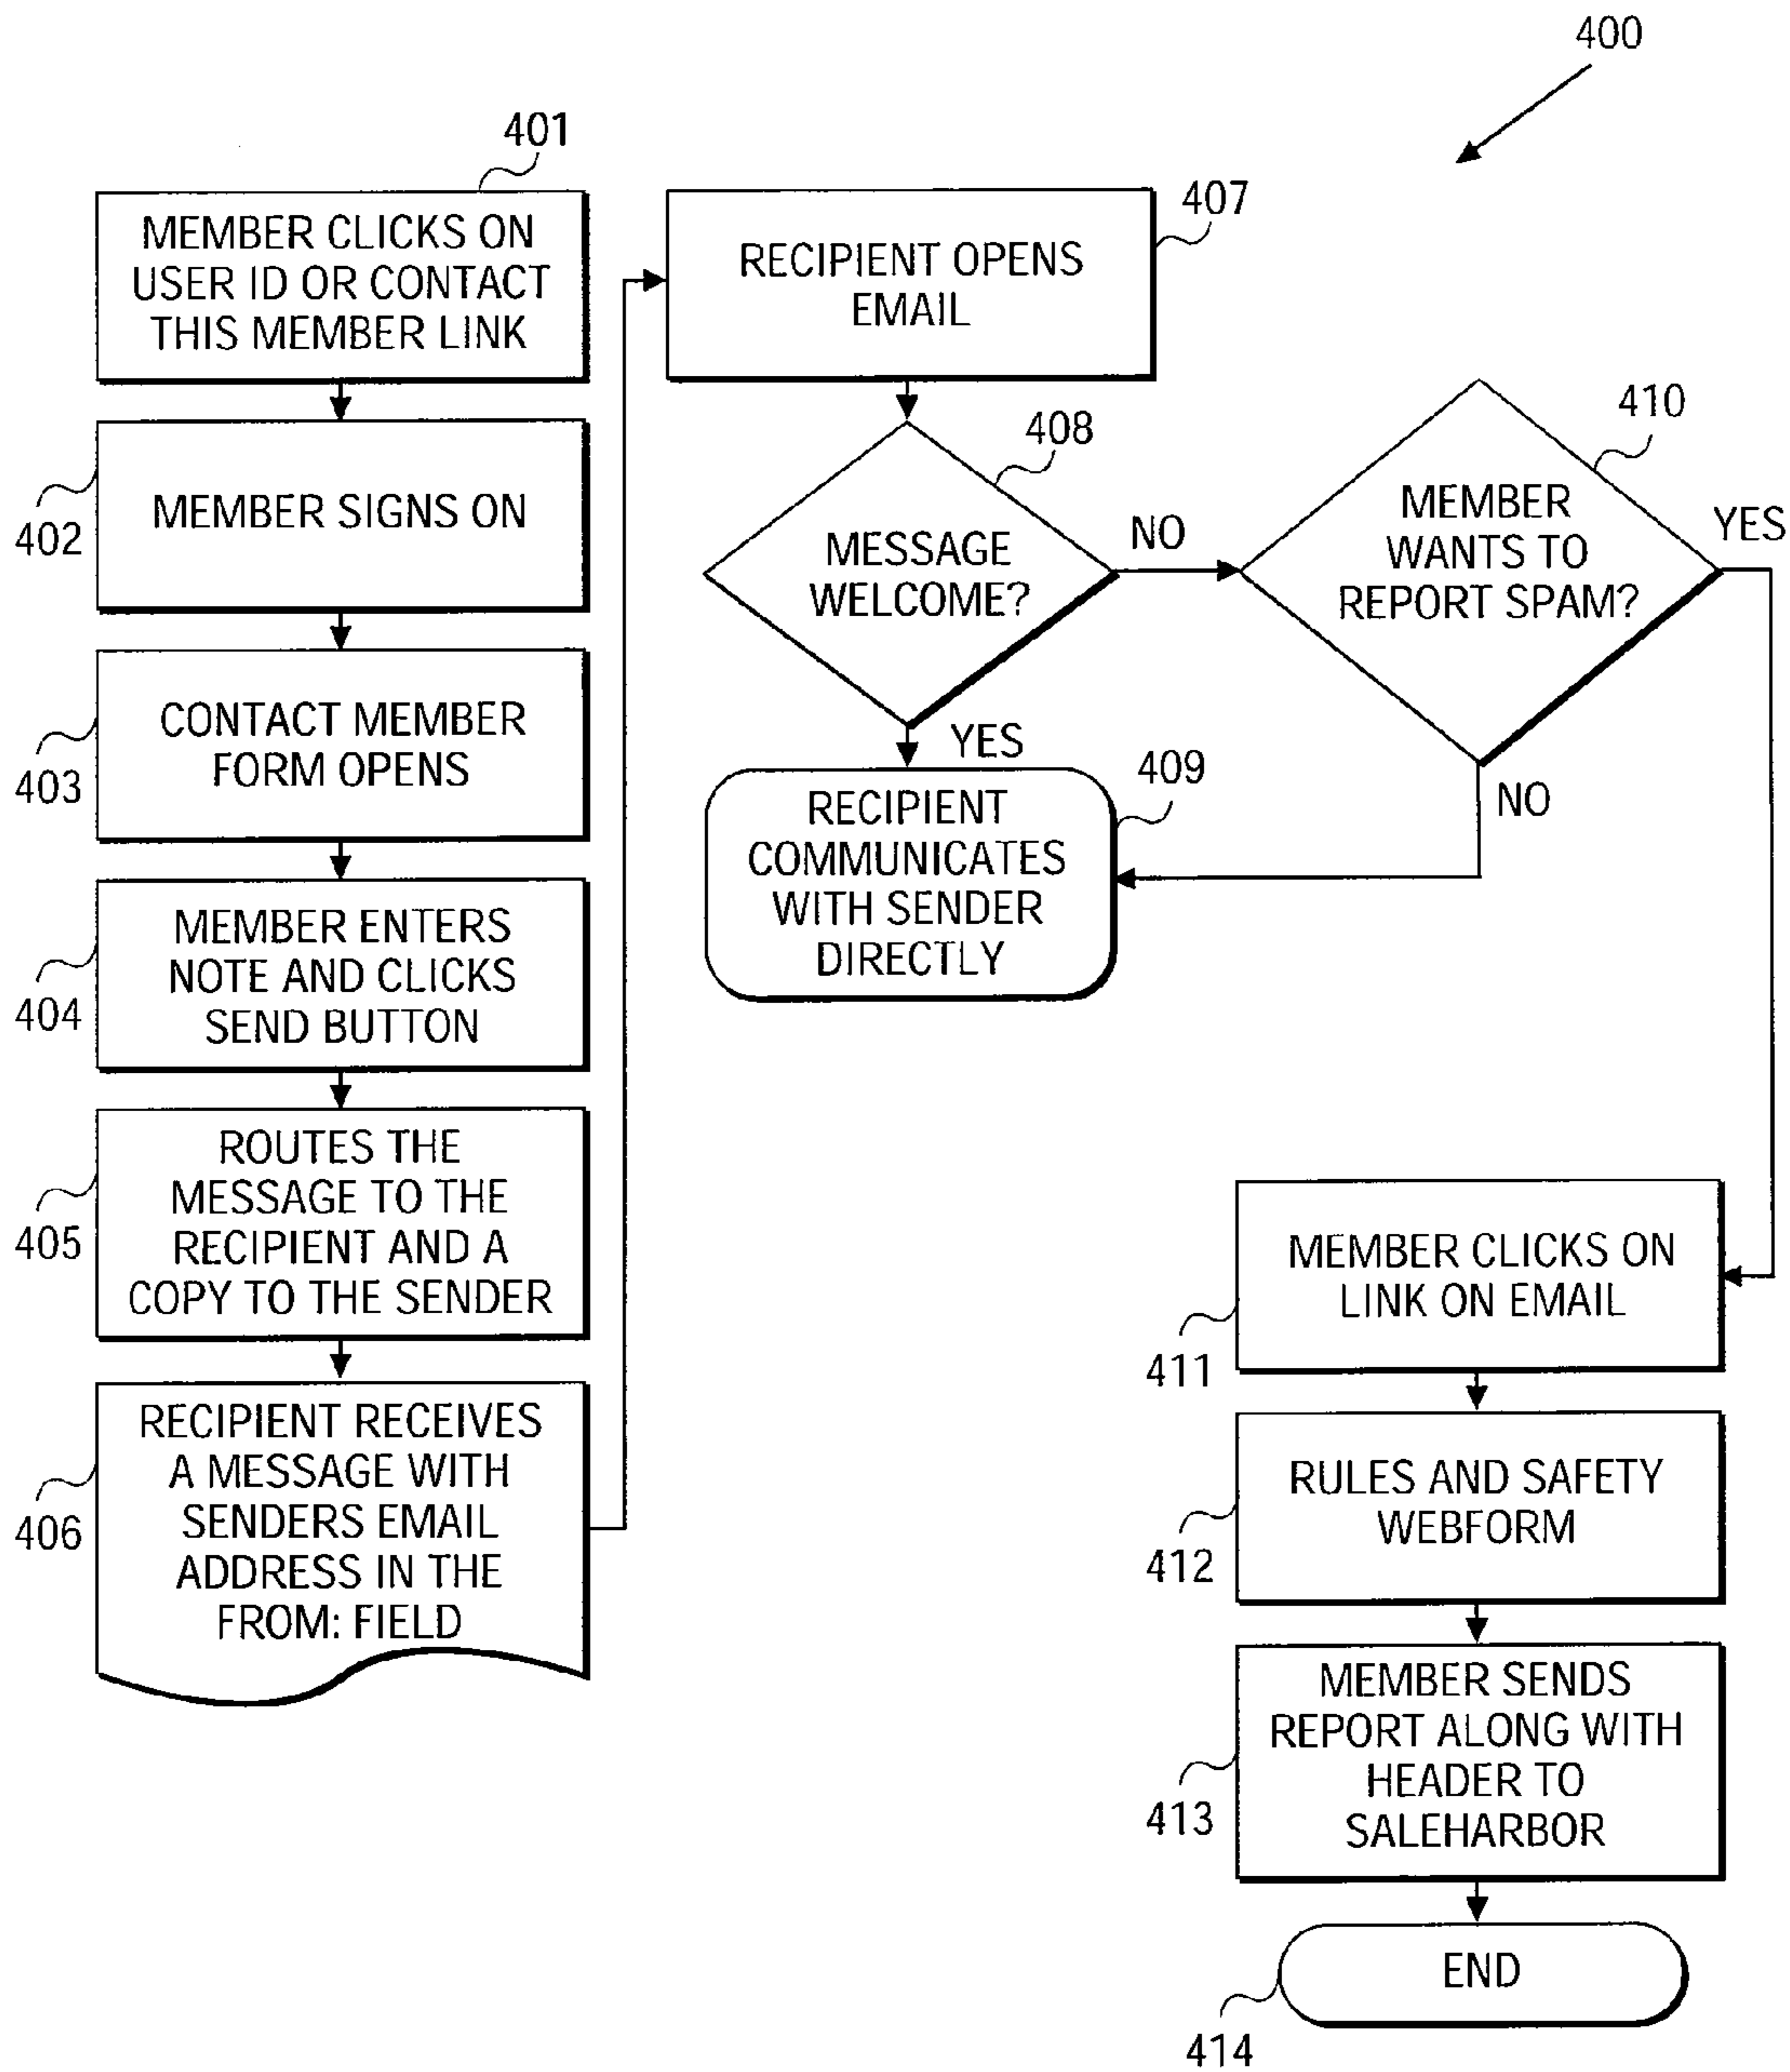 400
401
MEMBER CLICKS ON
USER ID OR CONTACT
THIS MEMBER LINK
402
MEMBER SIGNS ON
403
CONTACT MEMBER
FORM OPENS
404
MEMBER ENTERS
NOTE AND CLICKS
SEND BUTTON
405
ROUTES THE
MESSAGE TO THE
RECIPIENT AND A
COPY TO THE SENDER
406
RECIPIENT RECEIVES
A MESSAGE WITH
SENDERS EMAIL
ADDRESS IN THE
FROM: FIELD
407
RECIPIENT OPENS
EMAIL
408
MESSAGE
WELCOME?
NO
YES
409
RECIPIENT
COMMUNICATES
WITH SENDER
DIRECTLY
410
MEMBER
WANTS TO
REPORT SPAM?
YES
NO
411
MEMBER CLICKS ON
LINK ON EMAIL
412
RULES AND SAFETY
WEBFORM
413
MEMBER SENDS
REPORT ALONG WITH
HEADER TO
SALEHARBOR
END
414